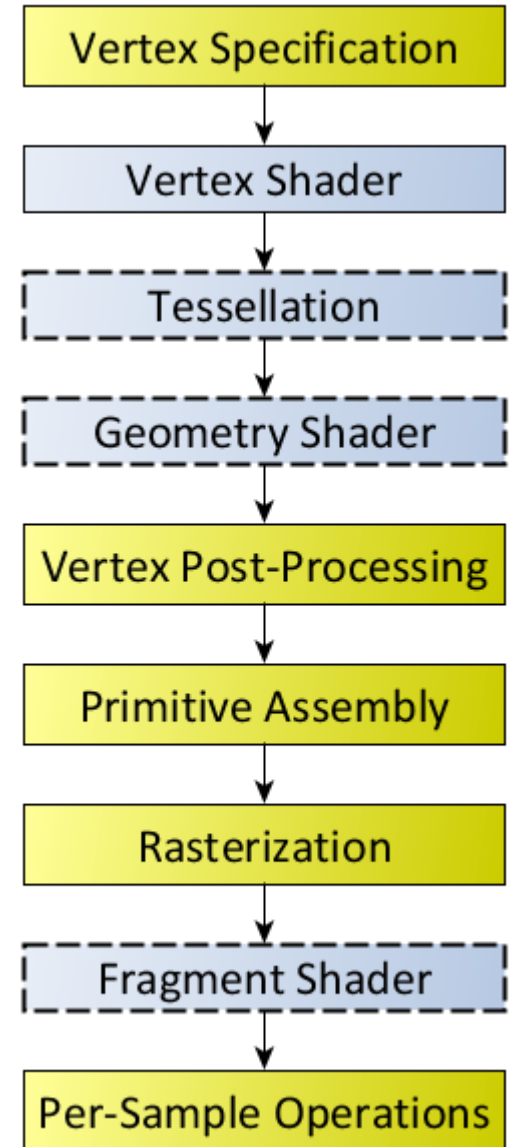 Vertex Specification
Vertex Shader
Tessellation
Geometry Shader
Vertex Post-Processing
Primitive Assembly
Rasterization
Fragment Shader
Per-Sample Operations